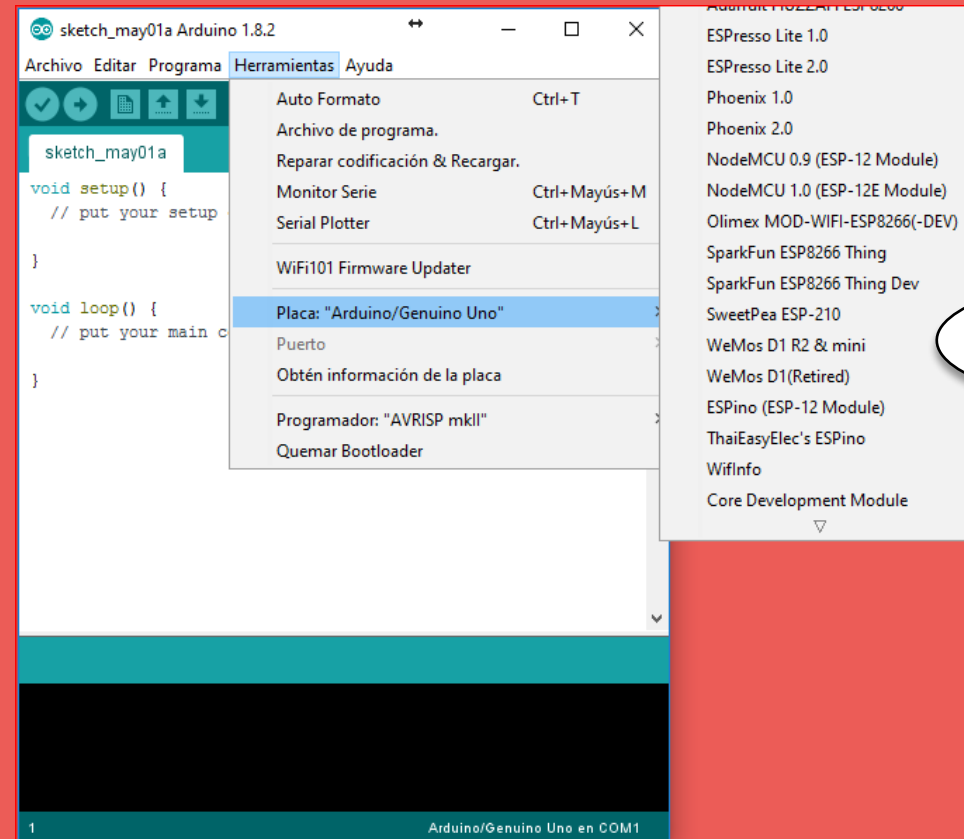 sketch_may01a Arduino 1.8.2
Archivo Editar Programa Herramientas Ayuda
sketch_may01a
void setup() {
// put your setup
}
void loop() {
// put your main c
}
Auto Formato Ctrl+T
Archivo de programa.
Reparar codificación & Recargar.
Monitor Serie Ctrl+Mayús+M
Serial Plotter Ctrl+Mayús+L
WiFi101 Firmware Updater
Placa: "Arduino/Genuino Uno"
Puerto
Obtén información de la placa
Programador: "AVRISP mkII"
Quemar Bootloader
ESPresso Lite 1.0
ESPresso Lite 2.0
Phoenix 1.0
Phoenix 2.0
NodeMCU 0.9 (ESP-12 Module)
NodeMCU 1.0 (ESP-12E Module)
Olimex MOD-WIFI-ESP8266(-DEV)
SparkFun ESP8266 Thing
SparkFun ESP8266 Thing Dev
SweetPea ESP-210
WeMos D1 R2 & mini
WeMos D1(Retired)
ESPino (ESP-12 Module)
ThaiEasyElec's ESPino
WifInfo
Core Development Module
1 Arduino/Genuino Uno en COM1